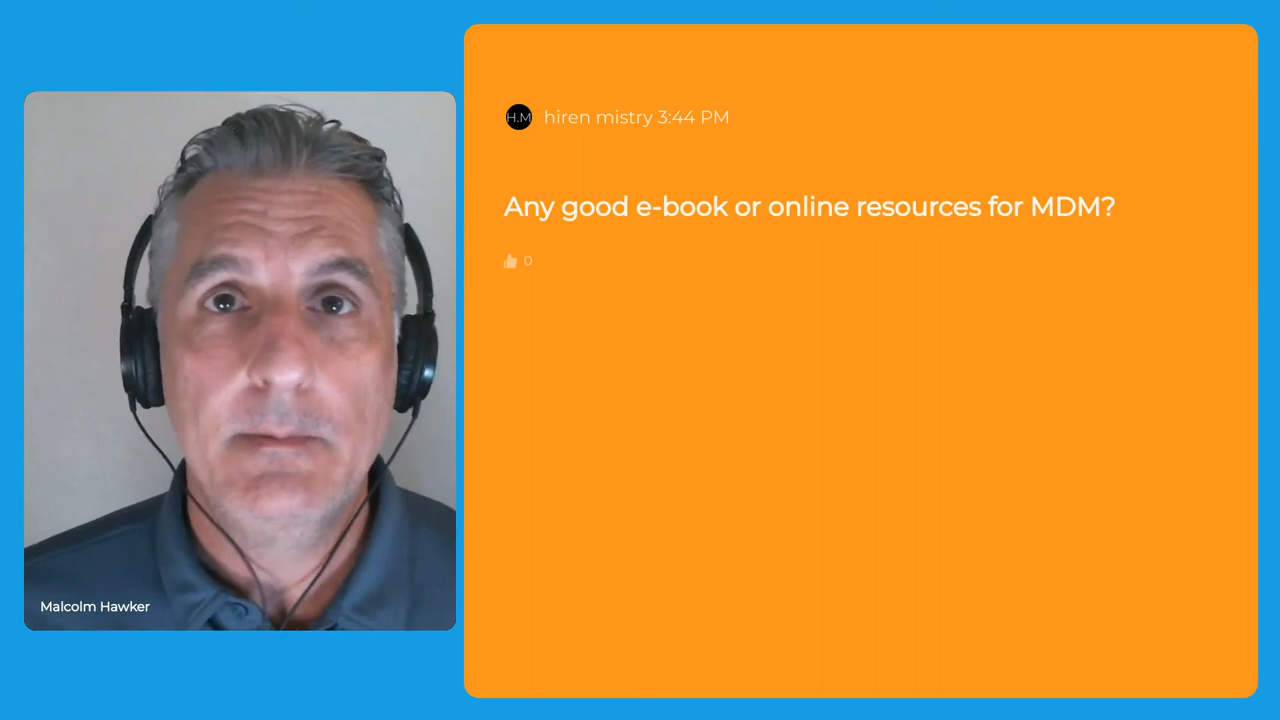 H.M
hiren mistry 3:44 PM
Any good e-book or online resources for MDM?
0
Malcolm Hawker